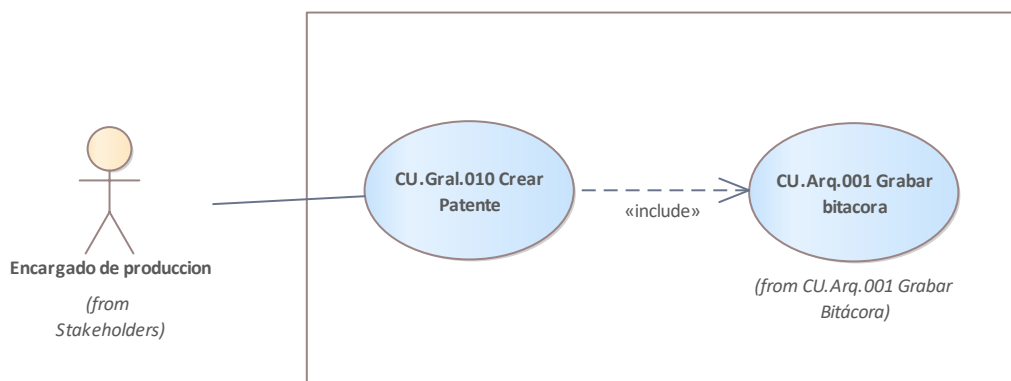 CU.Gral.010 Crear
Patente
CU.Arq.001 Grabar
bitacora
«include»
Encargado de produccion
(from
Stakeholders)
(from CU.Arq.001 Grabar
Bitácora)